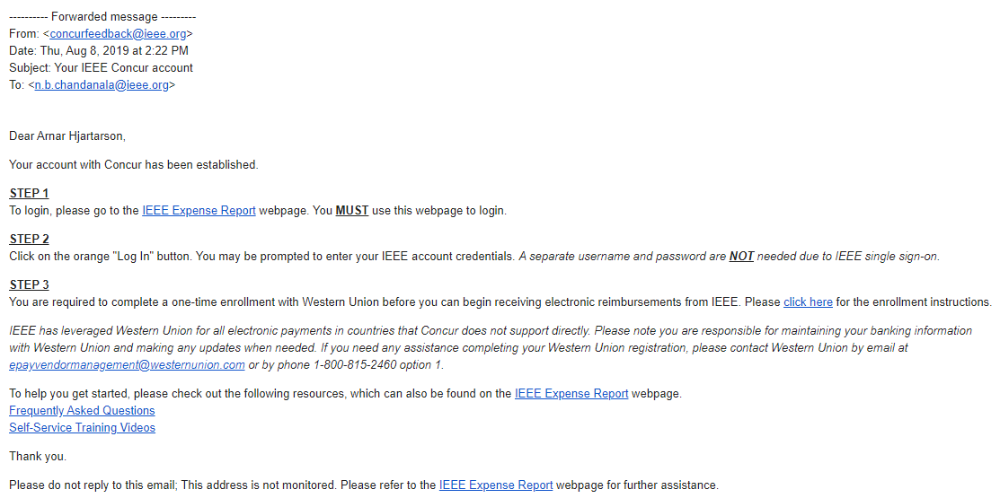 ---------- Forwarded message ---------
From: <concurfeedback@ieee.org>
Date: Thu, Aug 8, 2019 at 2:22 PM
Subject: Your IEEE Concur account
To: <n.b.chandanala@ieee.org>
Dear Arnar Hjartarson,
Your account with Concur has been established.
STEP 1
To login, please go to the IEEE Expense Report webpage. You MUST use this webpage to login.
STEP 2
Click on the orange "Log In" button. You may be prompted to enter your IEEE account credentials. A separate username and password are NOT needed due to IEEE single sign-on.
STEP 3
You are required to complete a one-time enrollment with Western Union before you can begin receiving electronic reimbursements from IEEE. Please click here for the enrollment instructions.
IEEE has leveraged Western Union for all electronic payments in countries that Concur does not support directly. Please note you are responsible for maintaining your banking information
with Western Union and making any updates when needed. If you need any assistance completing your Western Union registration, please contact Western Union by email at
epayvendormanagement@westernunion.com or by phone 1-800-815-2460 option 1.
To help you get started, please check out the following resources, which can also be found on the IEEE Expense Report webpage.
Frequently Asked Questions
Self-Service Training Videos
Thank you.
Please do not reply to this email; This address is not monitored. Please refer to the IEEE Expense Report webpage for further assistance.